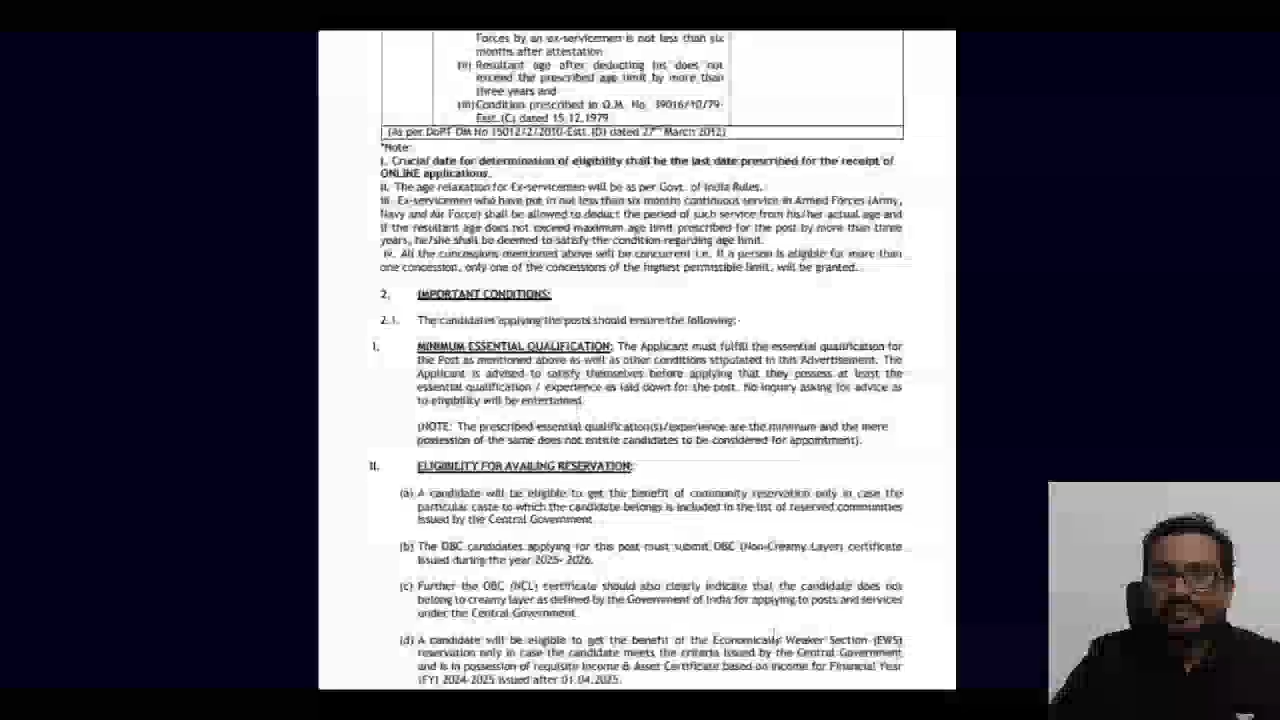 Forces by an ex-servicemen is not less than six
months after attestation
(ii) Resultant age after deducting his does not
exceed the prescribed age limit by more than
three years and
(iii) Condition prescribed in O.M. No. 39016/10/79-
Estt.(C) dated 15.12.1979
(As per DoPT OM No 15012/2/2010-Estt.(D) dated 27th March 2012)
*Note:
i. Crucial date for determination of eligibility shall be the last date prescribed for the receipt of
ONLINE applications.
ii. The age relaxation for Ex-servicemen will be as per Govt. of India Rules.
iii. Ex-servicemen who have put in not less than six months continuous service in Armed Forces (Army,
Navy and Air Force) shall be allowed to deduct the period of such service from his/her actual age and
if the resultant age does not exceed maximum age limit prescribed for the post by more than three
years, he/she shall be deemed to satisfy the condition regarding age limit.
iv. All the concessions mentioned above will be concurrent i.e. if a person is eligible for more than
one concession, only one of the concessions of the highest permissible limit, will be granted.
2. IMPORTANT CONDITIONS:
2.1. The candidates applying the posts should ensure the following:-
I. MINIMUM ESSENTIAL QUALIFICATION: The Applicant must fulfill the essential qualification for
the Post as mentioned above as well as other conditions stipulated in this Advertisement. The
Applicant is advised to satisfy themselves before applying that they possess at least the
essential qualification / experience as laid down for the post. No inquiry asking for advice as
to eligibility will be entertained.
(NOTE: The prescribed essential qualification(s)/experience are the minimum and the mere
possession of the same does not entitle candidates to be considered for appointment).
II. ELIGIBILITY FOR AVAILING RESERVATION:
(a) A candidate will be eligible to get the benefit of community reservation only in case the
particular caste to which the candidate belongs is included in the list of reserved communities
issued by the Central Government
(b) The OBC candidates applying for this post must submit OBC (Non-Creamy Layer) certificate
issued during the year 2025- 2026.
(c) Further the OBC (NCL) certificate should also clearly indicate that the candidate does not
belong to creamy layer as defined by the Government of India for applying to posts and services
under the Central Government.
(d) A candidate will be eligible to get the benefit of the Economically Weaker Section (EWS)
reservation only in case the candidate meets the criteria issued by the Central Government
and is in possession of requisite Income & Asset Certificate based on income for Financial Year
(FY) 2024-2025 issued after 01.04.2025.